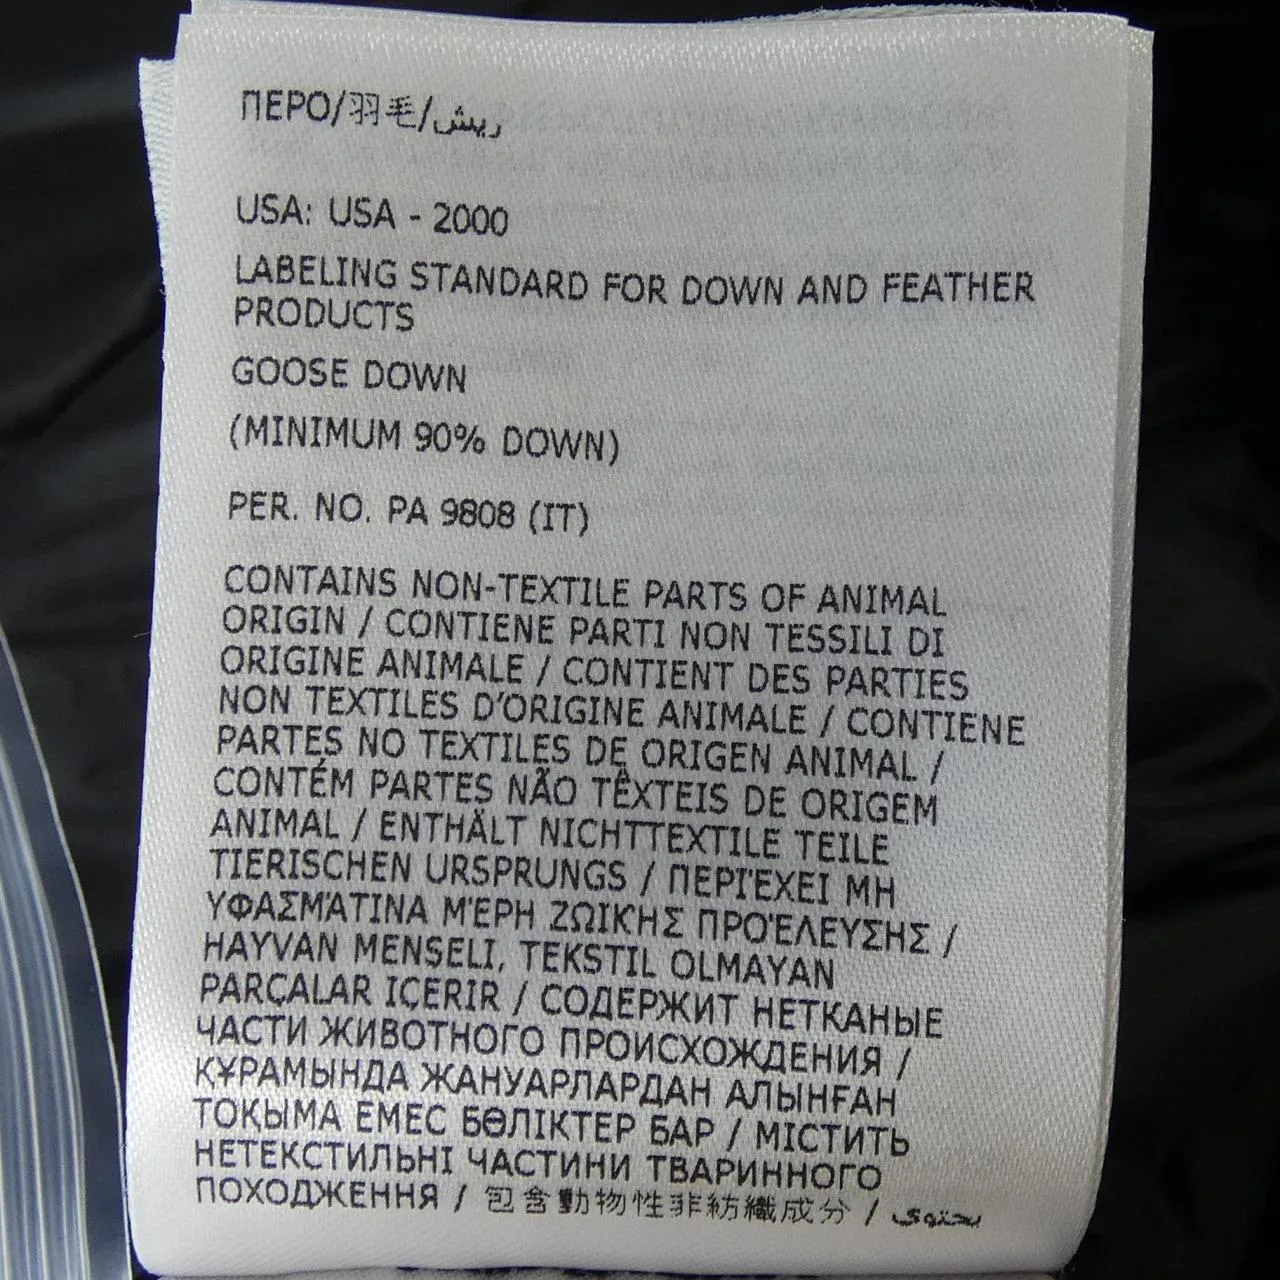 ПЕРО/羽毛/ريش
USA: USA - 2000
LABELING STANDARD FOR DOWN AND FEATHER
PRODUCTS
GOOSE DOWN
(MINIMUM 90% DOWN)
PER. NO. PA 9808 (IT)
CONTAINS NON-TEXTILE PARTS OF ANIMAL
ORIGIN / CONTIENE PARTI NON TESSILI DI
ORIGINE ANIMALE / CONTIENT DES PARTIES
NON TEXTILES D'ORIGINE ANIMALE / CONTIENE
PARTES NO TEXTILES DE ORIGEN ANIMAL /
CONTÉM PARTES NÃO TÊXTEIS DE ORIGEM
ANIMAL / ENTHÄLT NICHTTEXTILE TEILE
TIERISCHEN URSPRUNGS / ΠΕΡΙΈΧΕΙ ΜΗ
ΥΦΑΣΜΆΤΙΝΑ ΜΈΡΗ ΖΩΙΚΉΣ ΠΡΟΈΛΕΥΣΗΣ /
HAYVAN MENSELI, TEKSTIL OLMAYAN
PARÇALAR IÇERIR / СОДЕРЖИТ НЕТКАНЫЕ
ЧАСТИ ЖИВОТНОГО ПРОИСХОЖДЕНИЯ /
ҚҰРАМЫНДА ЖАНУАРЛАРДАН АЛЫНҒАН
ТОҚЫМА ЕМЕС БӨЛІКТЕР БАР / МІСТИТЬ
НЕТЕКСТИЛЬНІ ЧАСТИНИ ТВАРИННОГО
ПОХОДЖЕННЯ / 包含動物性非紡織成分 / يحتوي